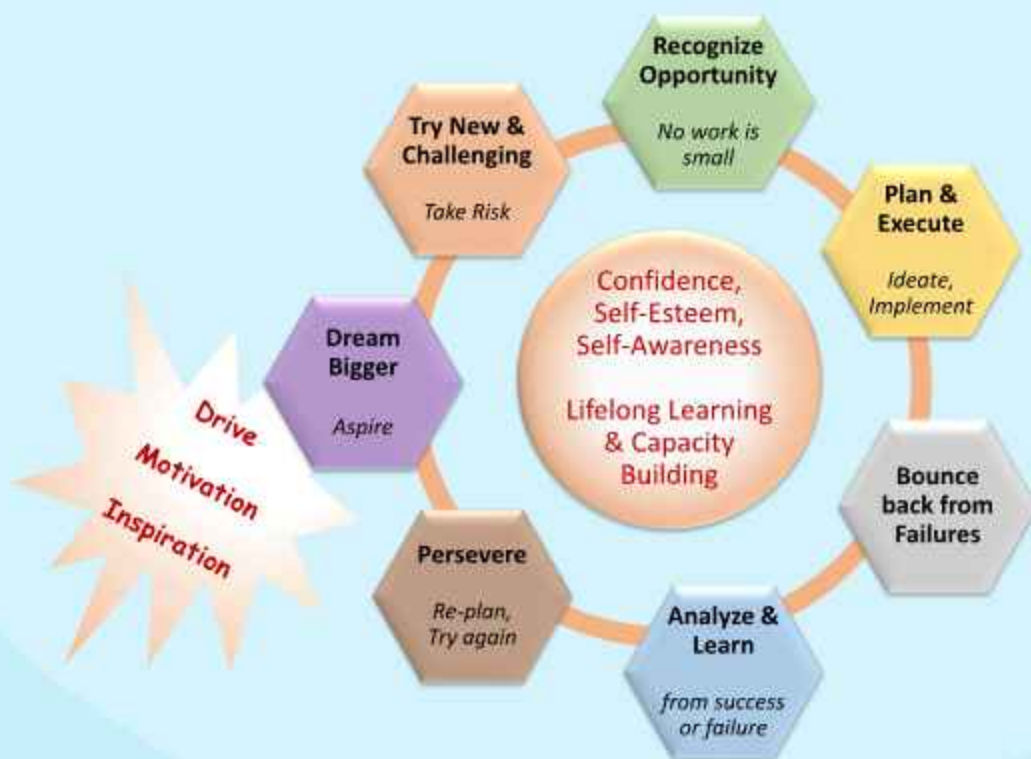 Recognize
Opportunity
No work is
small
Try New &
Challenging
Take Risk
Plan &
Execute
Ideate,
Implement
Confidence,
Self-Esteem,
Self-Awareness
Lifelong Learning
& Capacity
Building
Dream
Bigger
Aspire
Drive
Motivation
Inspiration
Bounce
back from
Failures
Persevere
Re-plan,
Try again
Analyze &
Learn
from success
or failure